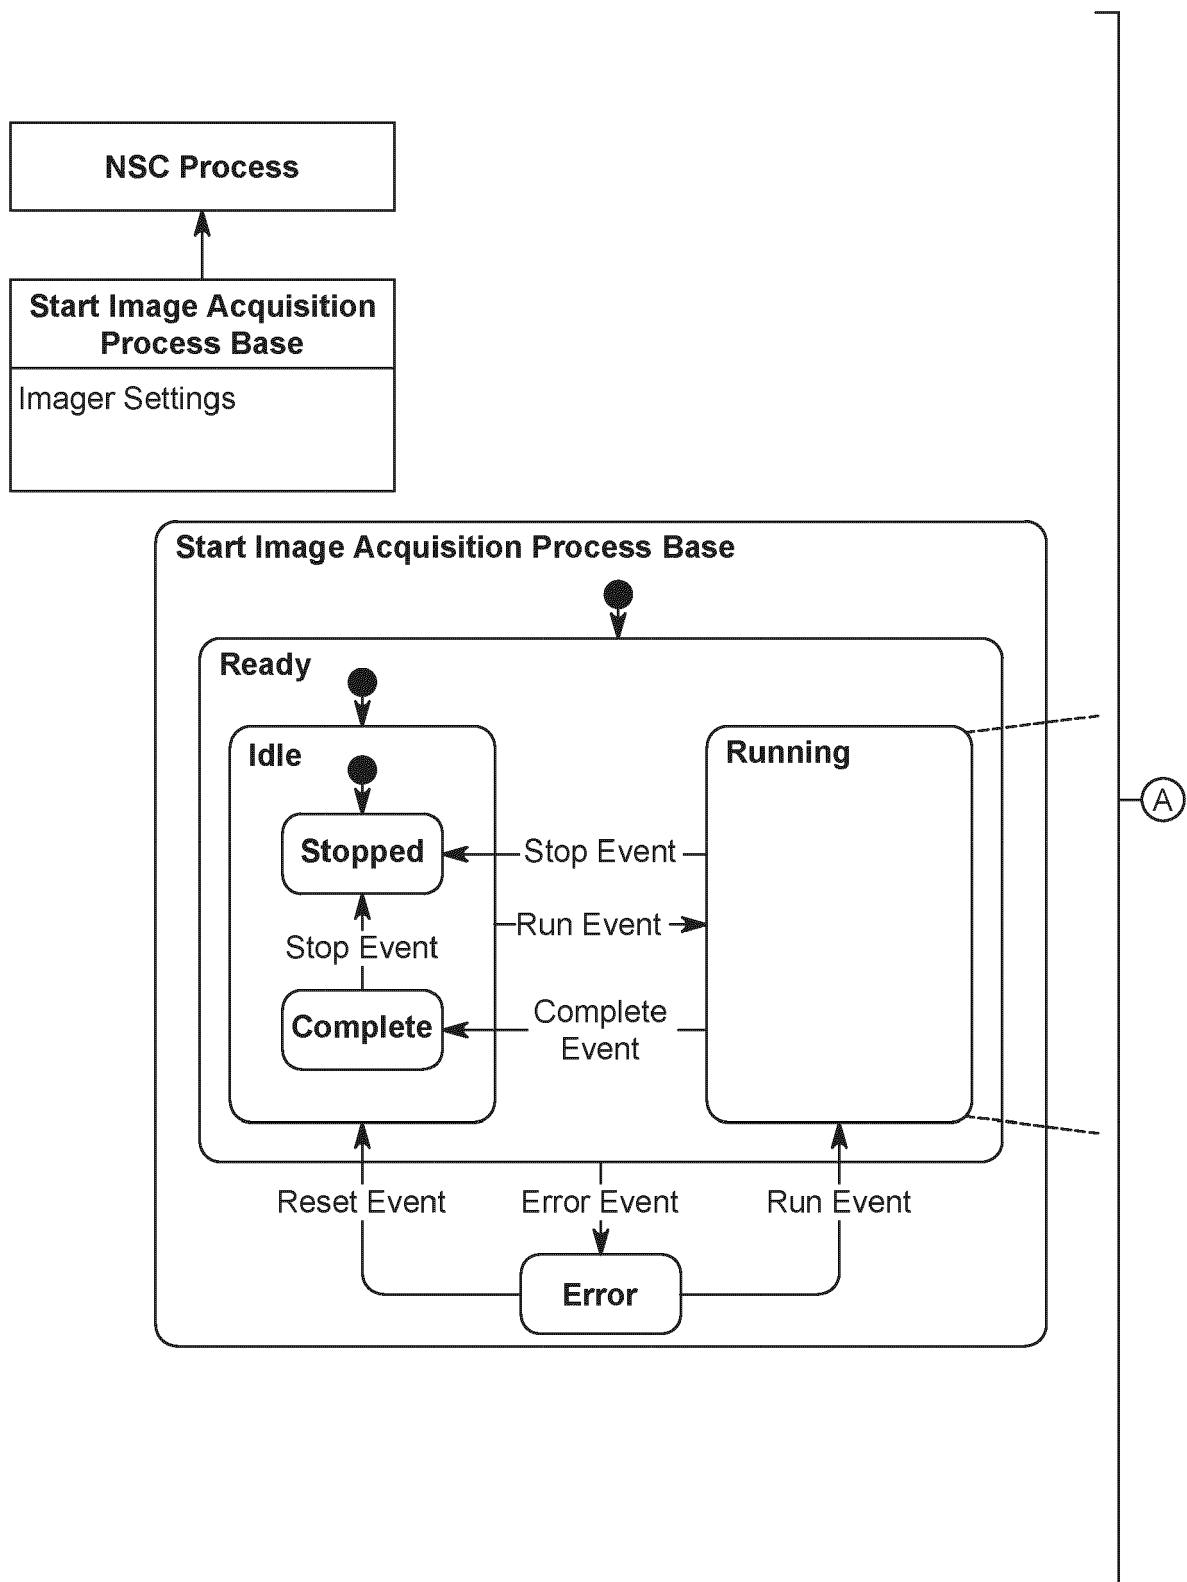 NSC Process
Start Image Acquisition
Process Base
Imager Settings
Start Image Acquisition Process Base
Ready
Idle
Running
A
Stopped
Stop Event
Run Event
Stop Event
Complete
Complete
Event
Reset Event
Error Event
Run Event
Error